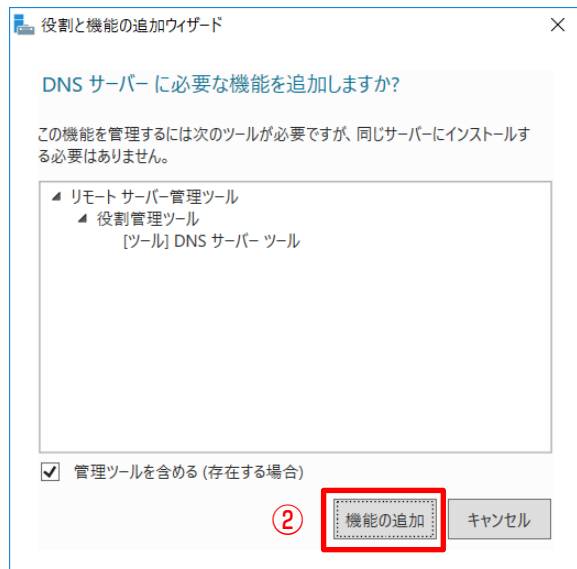 役割と機能の追加ウィザード
DNS サーバー に必要な機能を追加しますか?
この機能を管理するには次のツールが必要ですが、同じサーバーにインストールす
る必要はありません。
リモート サーバー管理ツール
役割管理ツール
[ツール] DNS サーバー ツール
管理ツールを含める (存在する場合)
② 機能の追加 キャンセル